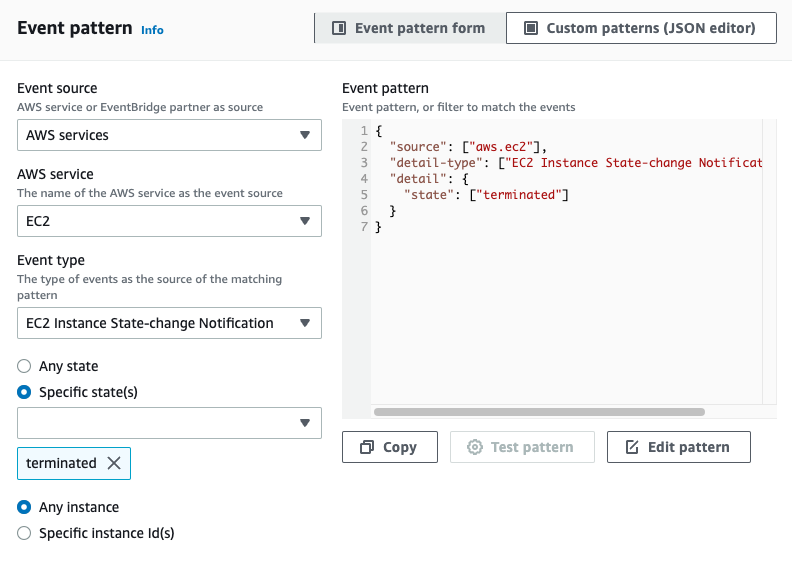 Event pattern Info
Event pattern form
Custom patterns (JSON editor)
Event source
AWS service or EventBridge partner as source
AWS services
AWS service
The name of the AWS service as the event source
EC2
Event type
The type of events as the source of the matching
pattern
EC2 Instance State-change Notification
Any state
Specific state(s)
terminated
Any instance
Specific instance Id(s)
Event pattern
Event pattern, or filter to match the events
1 {
2   "source": ["aws.ec2"],
3   "detail-type": ["EC2 Instance State-change Notificat
4   "detail": {
5     "state": ["terminated"]
6   }
7 }
Copy
Test pattern
Edit pattern